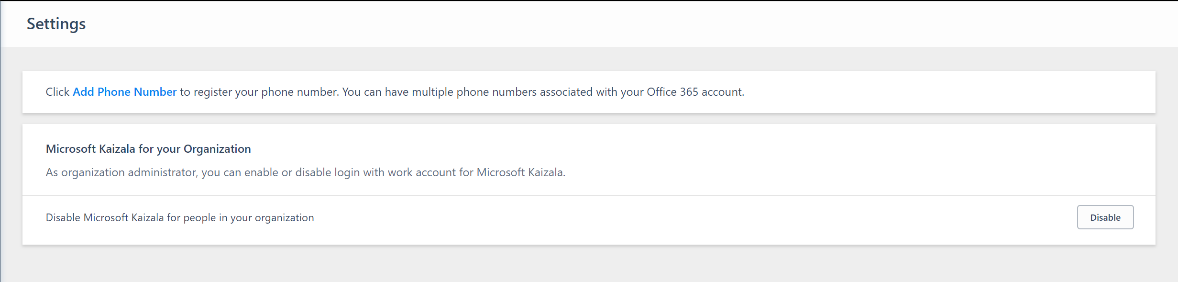 Settings
Click Add Phone Number to register your phone number. You can have multiple phone numbers associated with your Office 365 account.
Microsoft Kaizala for your Organization
As organization administrator, you can enable or disable login with work account for Microsoft Kaizala.
Disable Microsoft Kaizala for people in your organization
Disable